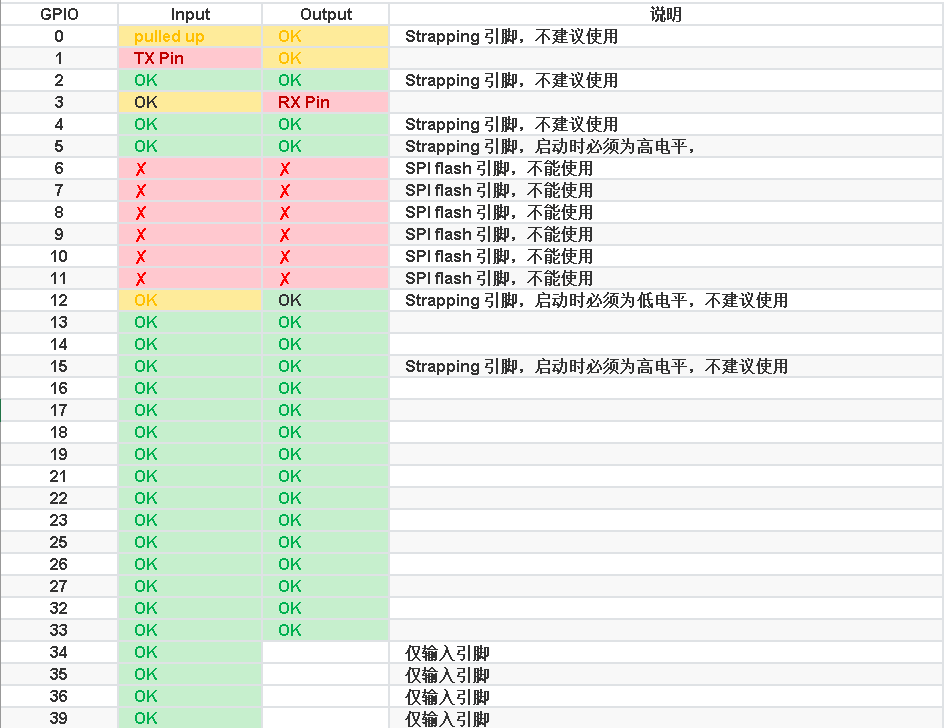 GPIO Input Output 说明
0 pulled up OK Strapping 引脚，不建议使用
1 TX Pin OK
2 OK OK Strapping 引脚，不建议使用
3 OK RX Pin
4 OK OK Strapping 引脚，不建议使用
5 OK OK Strapping 引脚，启动时必须为高电平，
6 ✗ ✗ SPI flash 引脚，不能使用
7 ✗ ✗ SPI flash 引脚，不能使用
8 ✗ ✗ SPI flash 引脚，不能使用
9 ✗ ✗ SPI flash 引脚，不能使用
10 ✗ ✗ SPI flash 引脚，不能使用
11 ✗ ✗ SPI flash 引脚，不能使用
12 OK OK Strapping 引脚，启动时必须为低电平，不建议使用
13 OK OK
14 OK OK
15 OK OK Strapping 引脚，启动时必须为高电平，不建议使用
16 OK OK
17 OK OK
18 OK OK
19 OK OK
21 OK OK
22 OK OK
23 OK OK
25 OK OK
26 OK OK
27 OK OK
32 OK OK
33 OK OK
34 OK 仅输入引脚
35 OK 仅输入引脚
36 OK 仅输入引脚
39 OK 仅输入引脚